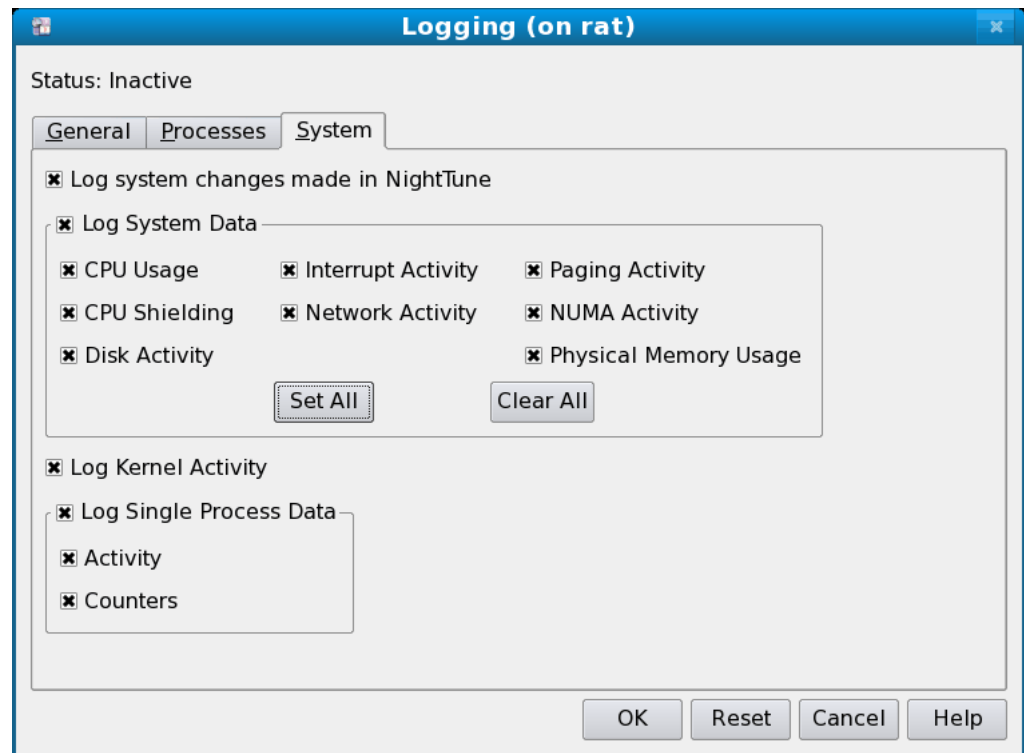 Logging (on rat)
Status: Inactive
General Processes System
Log system changes made in NightTune
Log System Data
CPU Usage Interrupt Activity Paging Activity
CPU Shielding Network Activity NUMA Activity
Disk Activity Physical Memory Usage
Set All Clear All
Log Kernel Activity
Log Single Process Data
Activity
Counters
OK Reset Cancel Help